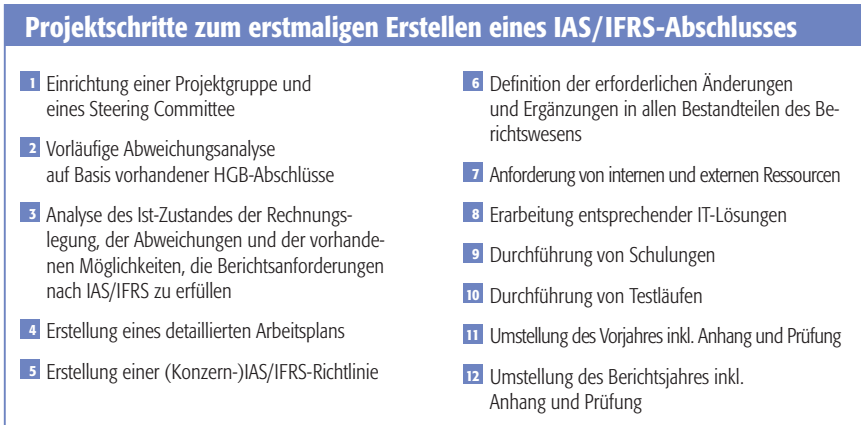 Projektschritte zum erstmaligen Erstellen eines IAS/IFRS-Abschlusses
1 Einrichtung einer Projektgruppe und
eines Steering Committee
2 Vorläufige Abweichungsanalyse
auf Basis vorhandener HGB-Abschlüsse
3 Analyse des Ist-Zustandes der Rechnungs-
legung, der Abweichungen und der vorhande-
nen Möglichkeiten, die Berichtsanforderungen
nach IAS/IFRS zu erfüllen
4 Erstellung eines detaillierten Arbeitsplans
5 Erstellung einer (Konzern-)IAS/IFRS-Richtlinie
6 Definition der erforderlichen Änderungen
und Ergänzungen in allen Bestandteilen des Be-
richtswesens
7 Anforderung von internen und externen Ressourcen
8 Erarbeitung entsprechender IT-Lösungen
9 Durchführung von Schulungen
10 Durchführung von Testläufen
11 Umstellung des Vorjahres inkl. Anhang und Prüfung
12 Umstellung des Berichtsjahres inkl.
Anhang und Prüfung